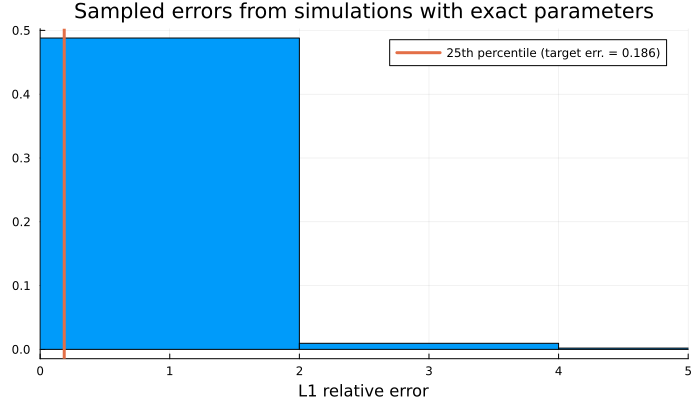 Sampled errors from simulations with exact parameters
25th percentile (target err. = 0.186)
0.5
0.4
0.3
0.2
0.1
0.0
0 1 2 3 4 5
L1 relative error